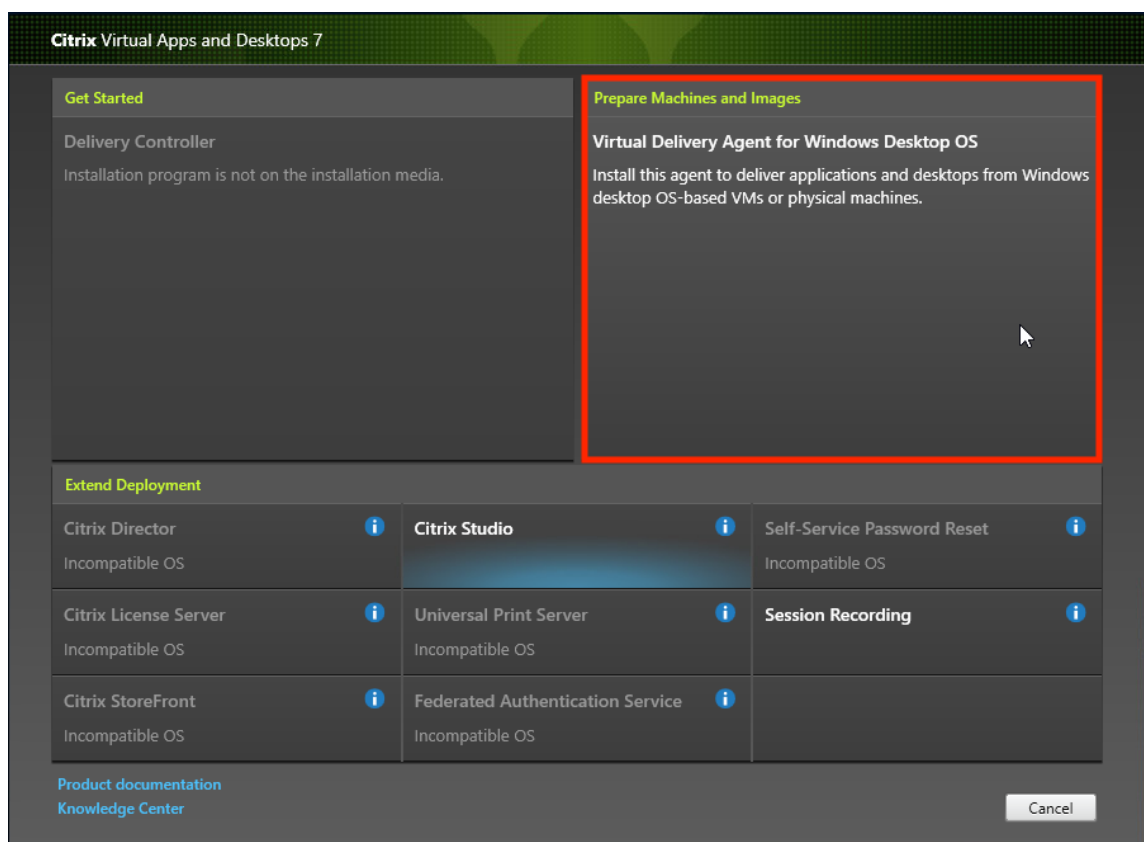 Citrix Virtual Apps and Desktops 7
Get Started
Delivery Controller
Installation program is not on the installation media.
Prepare Machines and Images
Virtual Delivery Agent for Windows Desktop OS
Install this agent to deliver applications and desktops from Windows
desktop OS-based VMs or physical machines.
Extend Deployment
Citrix Director
Incompatible OS
Citrix Studio
Self-Service Password Reset
Incompatible OS
Citrix License Server
Incompatible OS
Universal Print Server
Incompatible OS
Session Recording
Citrix StoreFront
Incompatible OS
Federated Authentication Service
Incompatible OS
Product documentation
Knowledge Center
Cancel